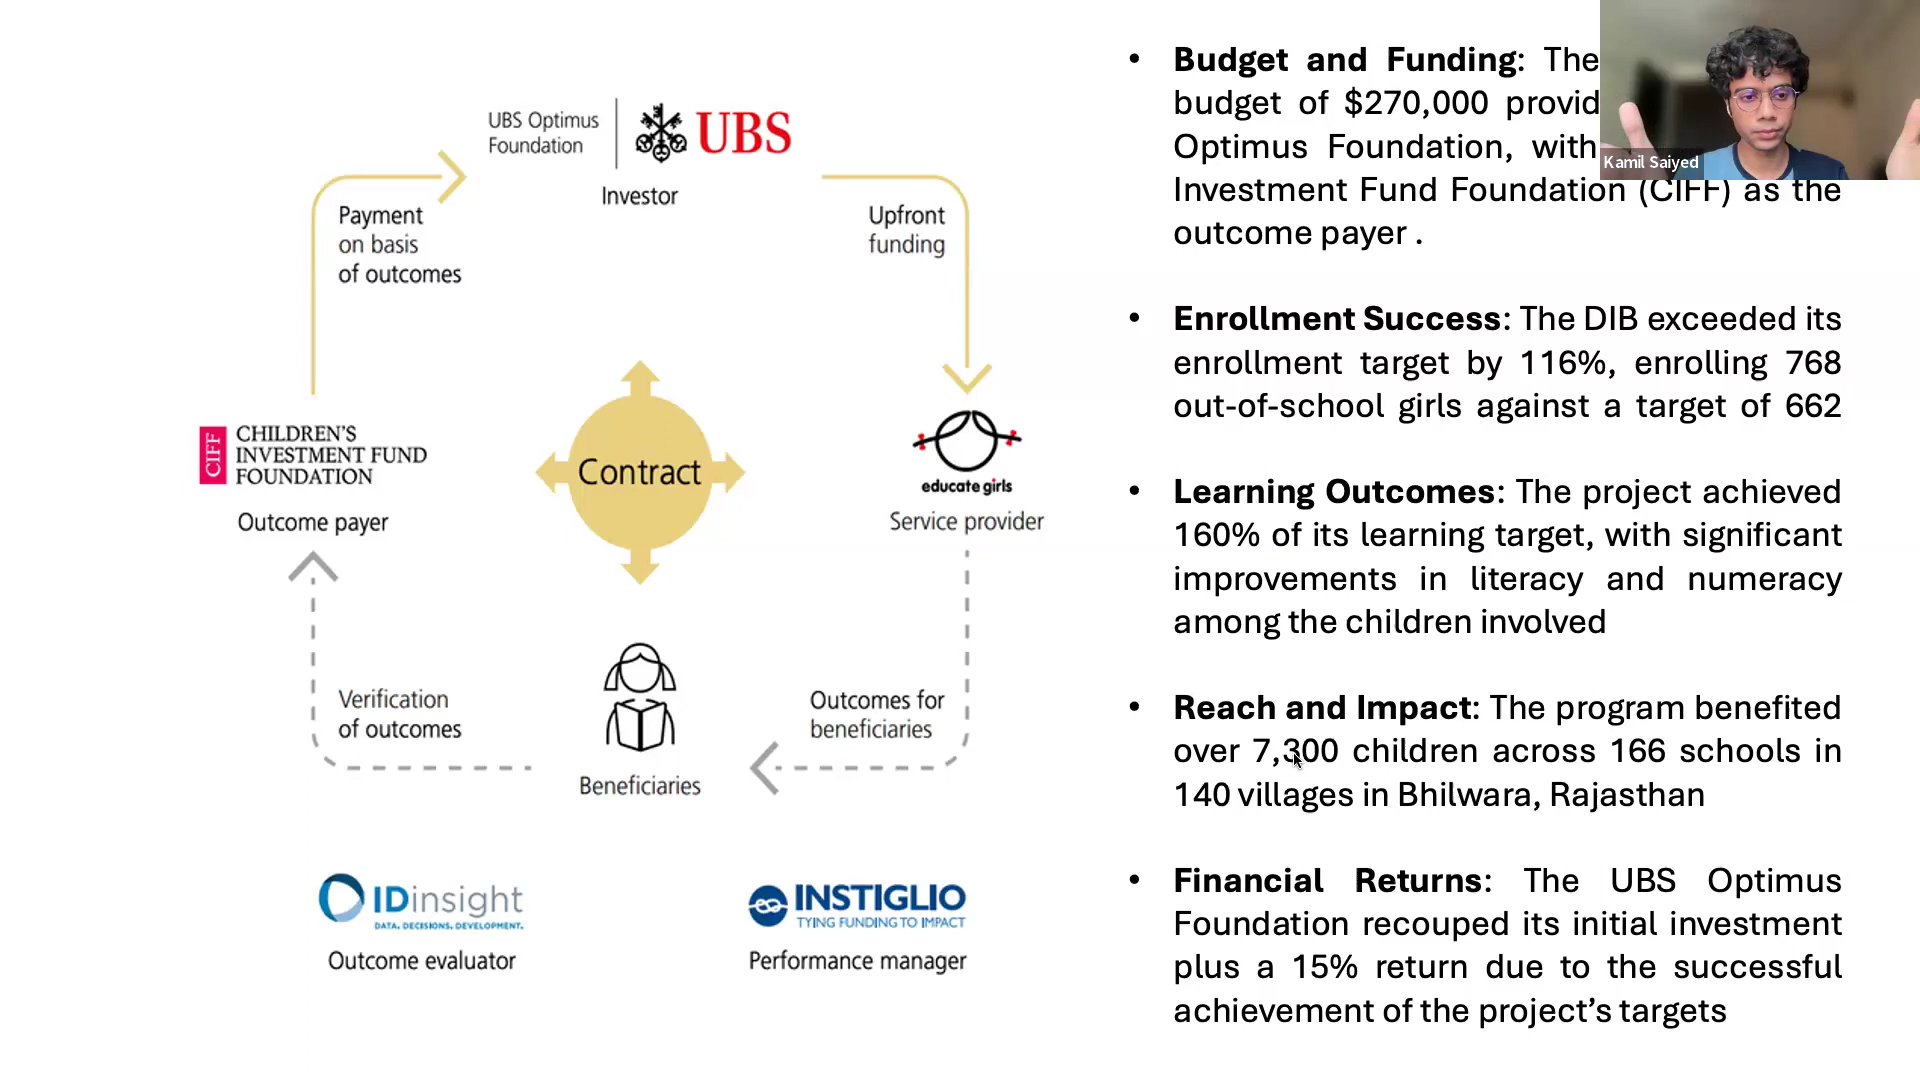 UBS Optimus
Foundation
UBS
Investor
Payment
on basis
of outcomes
Upfront
funding
CIFF
CHILDREN'S
INVESTMENT FUND
FOUNDATION
Outcome payer
Contract
educate girls
Service provider
Verification
of outcomes
Outcomes for
beneficiaries
Beneficiaries
IDinsight
DATA. DECISIONS. DEVELOPMENT.
Outcome evaluator
INSTIGLIO
TYING FUNDING TO IMPACT
Performance manager
• Budget and Funding: The
budget of $270,000 provid
Optimus Foundation, with
Investment Fund Foundation (CIFF) as the
outcome payer .
• Enrollment Success: The DIB exceeded its
enrollment target by 116%, enrolling 768
out-of-school girls against a target of 662
• Learning Outcomes: The project achieved
160% of its learning target, with significant
improvements in literacy and numeracy
among the children involved
• Reach and Impact: The program benefited
over 7,300 children across 166 schools in
140 villages in Bhilwara, Rajasthan
• Financial Returns: The UBS Optimus
Foundation recouped its initial investment
plus a 15% return due to the successful
achievement of the project’s targets
Kamil Saiyed